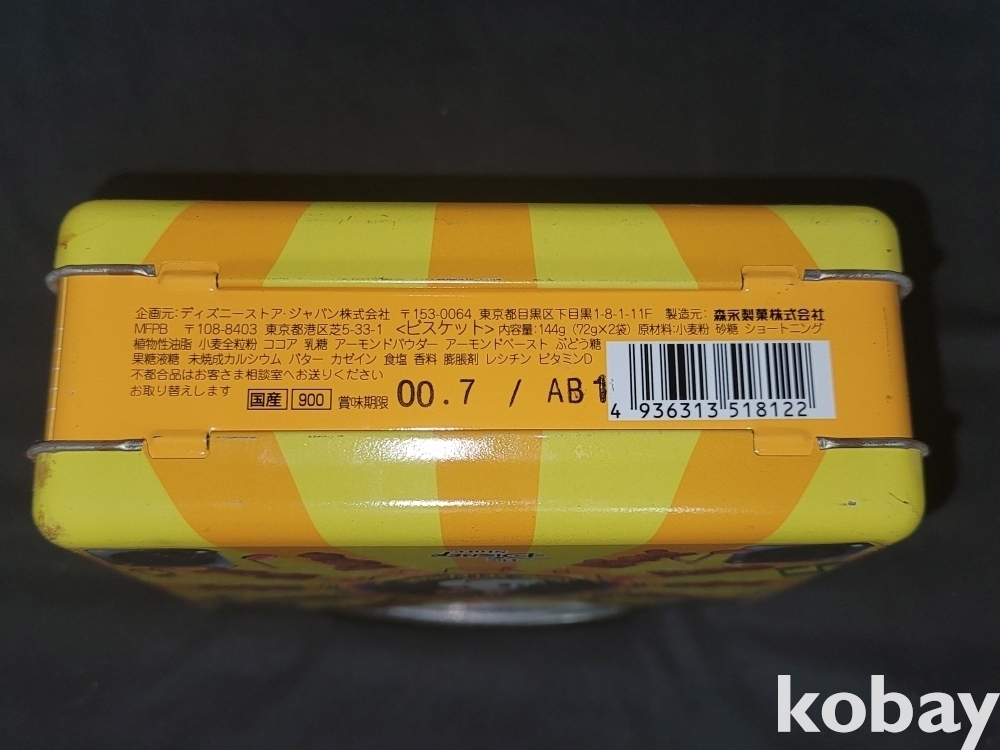 企画元:ディズニーストア・ジャパン株式会社 〒153-0064 東京都目黒区下目黒1-8-1-11F 製造元:森永製菓株式会社
MFPB 〒108-8403 東京都港区芝5-33-1 <ビスケット>内容量:144g(72g×2袋) 原材料:小麦粉 砂糖 ショートニング
植物性油脂 小麦全粒粉 ココア 乳糖 アーモンドパウダー アーモンドペースト ぶどう糖
果糖液糖 未焼成カルシウム バター カゼイン 食塩 香料 膨脹剤 レシチン ビタミンD
不都合品はお客さま相談室へお送りください
お取り替えします 国産 900 賞味期限 00.7 / AB1
4 936313 518122
THE DISNEY STORE
kobay